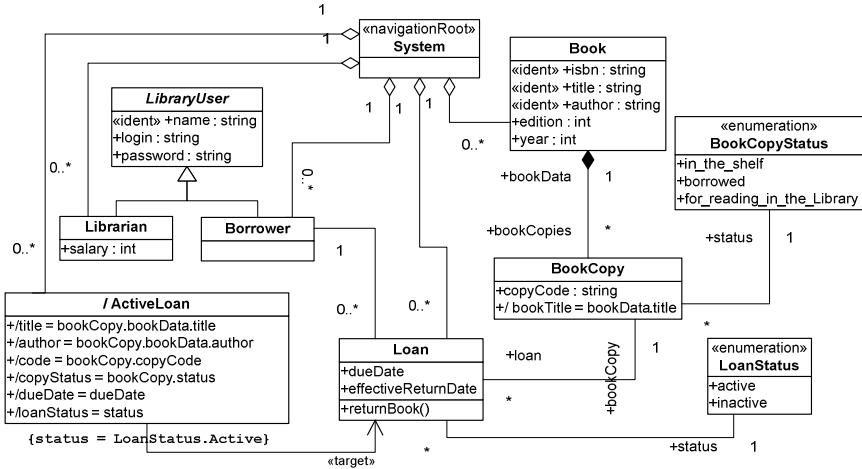 1
1
«navigationRoot»
System
1
1
1
1
Book
«ident» +isbn : string
«ident» +title : string
«ident» +author : string
+edition : int
+year : int
0..*
LibraryUser
«ident» +name : string
+login : string
+password : string
«enumeration»
BookCopyStatus
+in_the_shelf
+borrowed
+for_reading_in_the_Library
0..*
0..*
+bookData
1
+bookCopies
*
+status
1
Librarian
+salary : int
Borrower
1
0..*
BookCopy
+copyCode : string
+/ bookTitle = bookData.title
/ ActiveLoan
+/title = bookCopy.bookData.title
+/author = bookCopy.bookData.author
+/code = bookCopy.copyCode
+/copyStatus = bookCopy.status
+/dueDate = dueDate
+/loanStatus = status
{status = LoanStatus.Active}
0..*
0..*
Loan
+dueDate
+effectiveReturnDate
+returnBook()
+loan
*
+bookCopy
1
*
«enumeration»
LoanStatus
+active
+inactive
«target»
*
+status
1